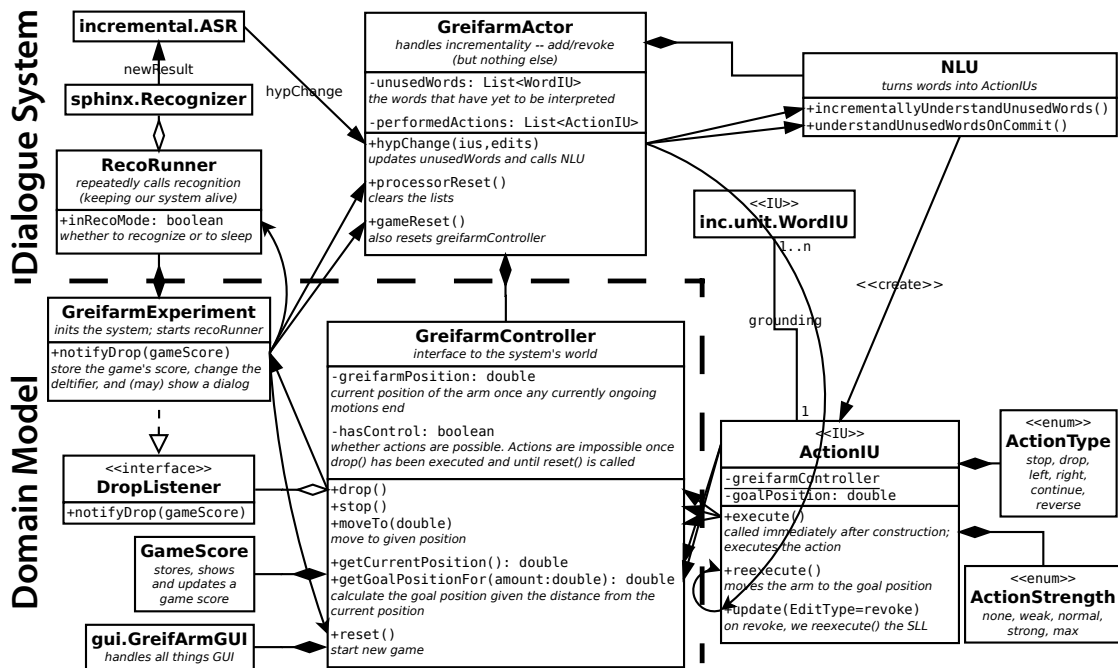 Dialogue System
Domain Model
incremental.ASR
newResult
hypChange
sphinx.Recognizer
RecoRunner
repeatedly calls recognition
(keeping our system alive)
+inRecoMode: boolean
whether to recognize or to sleep
GreifarmActor
handles incrementality -- add/revoke
(but nothing else)
-unusedWords: List<WordIU>
the words that have yet to be interpreted
-performedActions: List<ActionIU>
+hypChange(ius,edits)
updates unusedWords and calls NLU
+processorReset()
clears the lists
+gameReset()
also resets greifarmController
NLU
turns words into ActionIUs
+incrementallyUnderstandUnusedWords()
+understandUnusedWordsOnCommit()
<<IU>>
inc.unit.WordIU
1..n
grounding
1
<<create>>
GreifarmExperiment
inits the system; starts recoRunner
+notifyDrop(gameScore)
store the game's score, change the
deltifier, and (may) show a dialog
<<interface>>
DropListener
+notifyDrop(gameScore)
GameScore
stores, shows
and updates a
game score
gui.GreifArmGUI
handles all things GUI
GreifarmController
interface to the system's world
-greifarmPosition: double
current position of the arm once any currently ongoing
motions end
-hasControl: boolean
whether actions are possible. Actions are impossible once
drop() has been executed and until reset() is called
+drop()
+stop()
+moveTo(double)
move to given position
+getCurrentPosition(): double
+getGoalPositionFor(amount:double): double
calculate the goal position given the distance from the
current position
+reset()
start new game
<<IU>>
ActionIU
-greifarmController
-goalPosition: double
+execute()
called immediately after construction;
executes the action
+reexecute()
moves the arm to the goal position
+update(EditType=revoke)
on revoke, we reexecute() the SLL
<<enum>>
ActionType
stop, drop,
left, right,
continue,
reverse
<<enum>>
ActionStrength
none, weak, normal,
strong, max